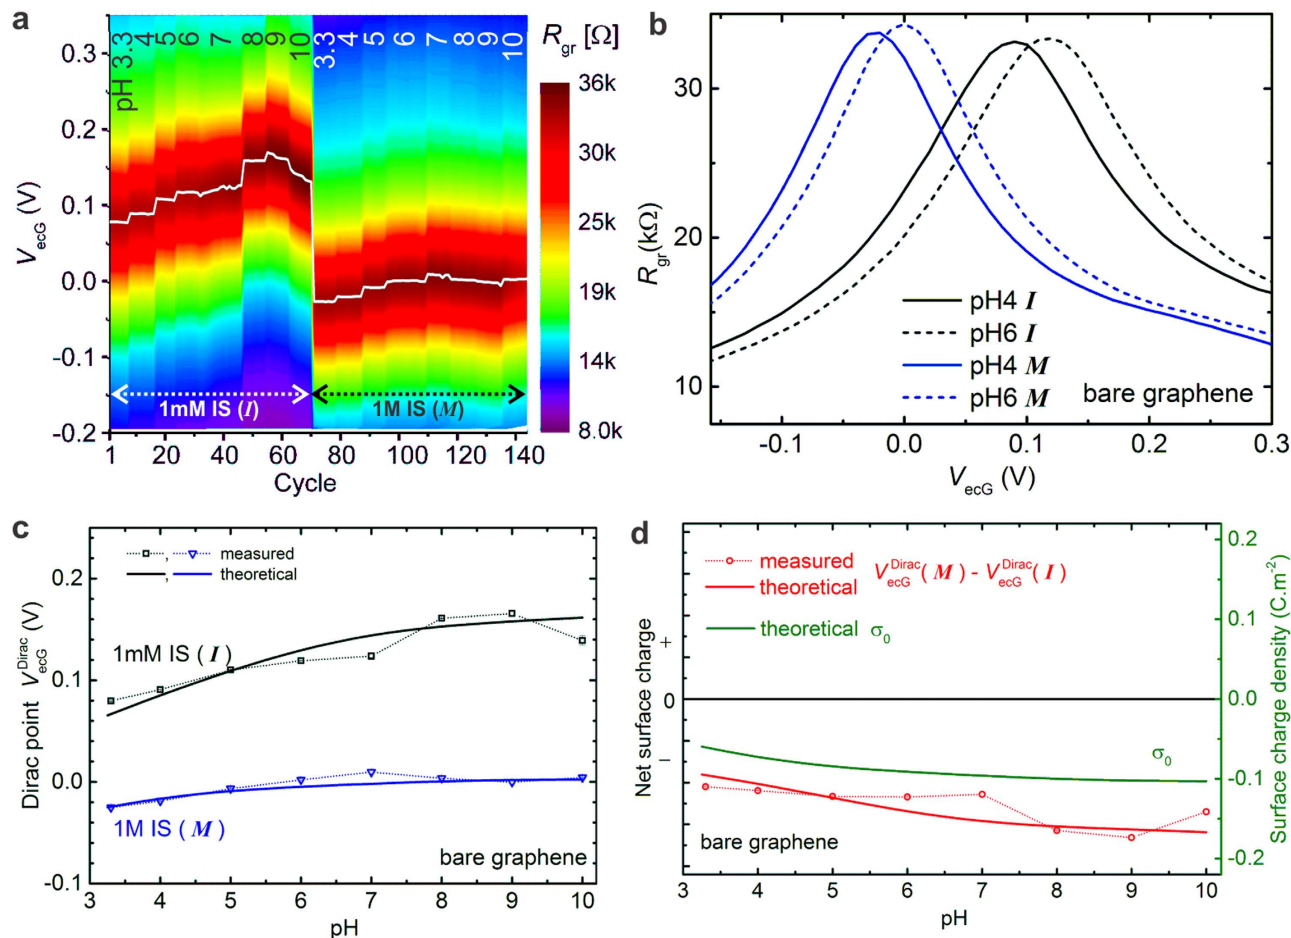 a
0.3
0.2
0.1
0.0
-0.1
-0.2
V_ecG (V)
pH 3.3 4 5 6 7 8 9 10 3.3 4 5 6 7 8 9 10
1mM IS (I) 1M IS (M)
1 20 40 60 80 100 120 140
Cycle
R_gr [Ω]
36k
30k
25k
19k
14k
8.0k
b
30
20
10
R_gr(kΩ)
pH4 I
pH6 I
pH4 M
pH6 M
bare graphene
-0.1 0.0 0.1 0.2 0.3
V_ecG (V)
c
0.2
0.1
0.0
-0.1
Dirac point V_ecG^Dirac (V)
, measured
, theoretical
1mM IS ( I )
1M IS ( M )
bare graphene
3 4 5 6 7 8 9 10
pH
d
Net surface charge
+
0
−
measured V_ecG^Dirac( M ) - V_ecG^Dirac( I )
theoretical
theoretical σ₀
σ₀
bare graphene
3 4 5 6 7 8 9 10
pH
0.2
0.1
0.0
-0.1
-0.2
Surface charge density (C.m⁻²)